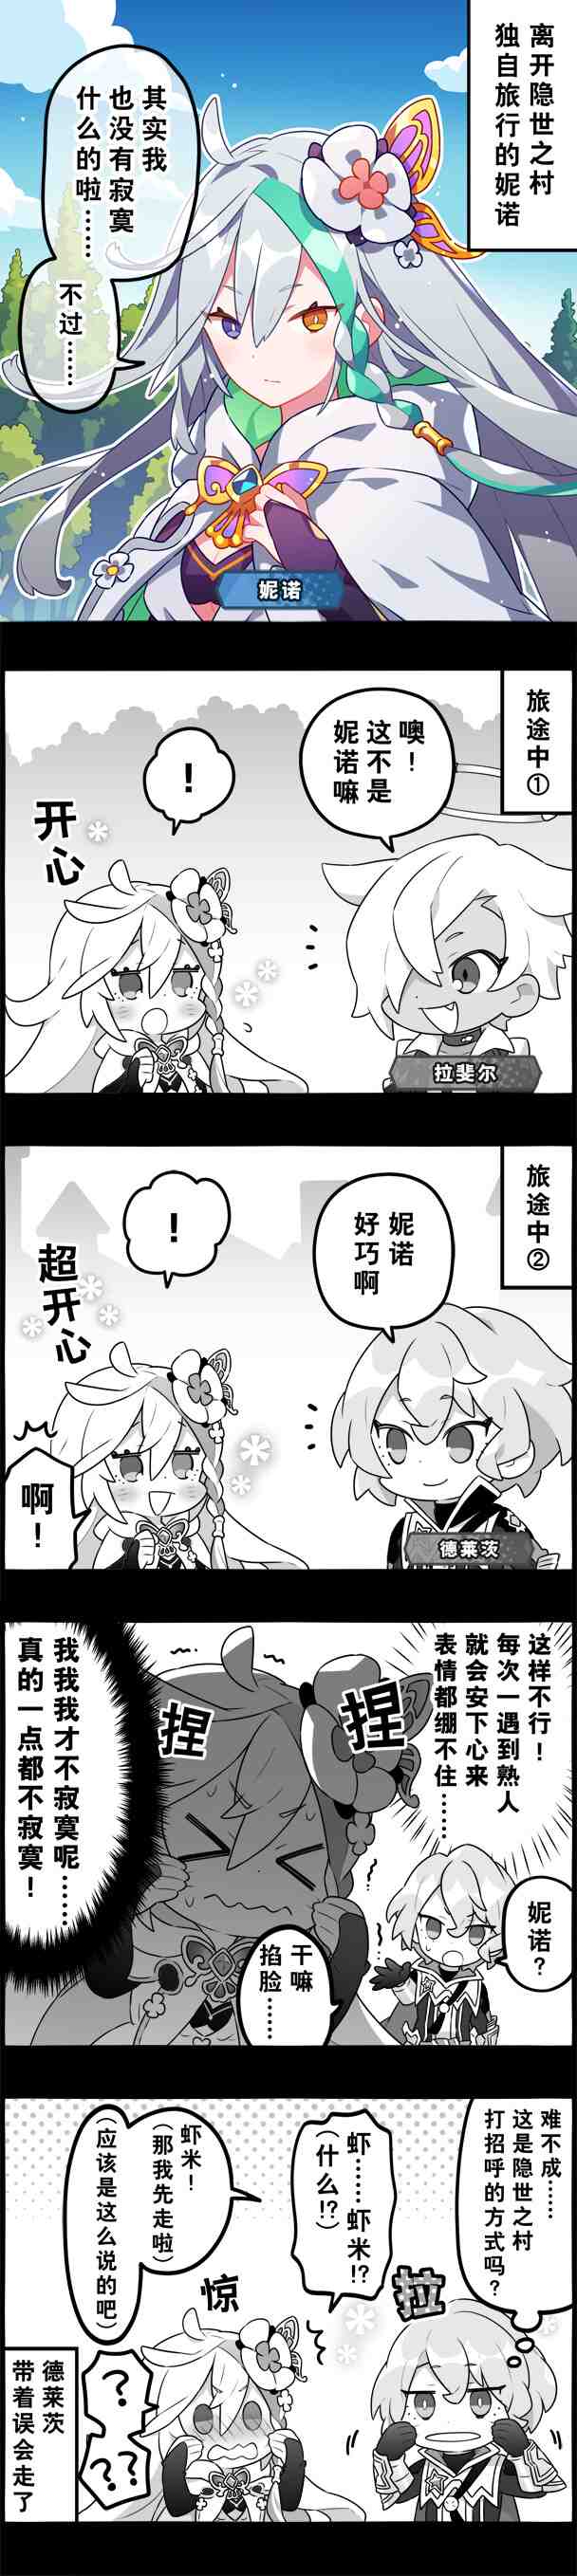 离开隐世之村
独自旅行的妮诺
其实我
也没有寂寞
什么的啦……
不过……
妮诺
旅途中①
噢！
这不是
妮诺嘛
！
开心
拉斐尔
旅途中②
妮诺
好巧啊
！
超开心
啊！
德莱茨
这样不行！
每次一遇到熟人
就会安下心来
表情都绷不住……
捏
捏
妮诺？
我我我才不寂寞呢……
真的一点都不寂寞！
干嘛
掐脸……
难不成……
这是隐世之村
打招呼的方式吗？
拉
虾……虾米!?
（什么!?）
虾米！
（那我先走啦）
（应该是这么说的吧）
惊
？
？？
德莱茨
带着误会走了